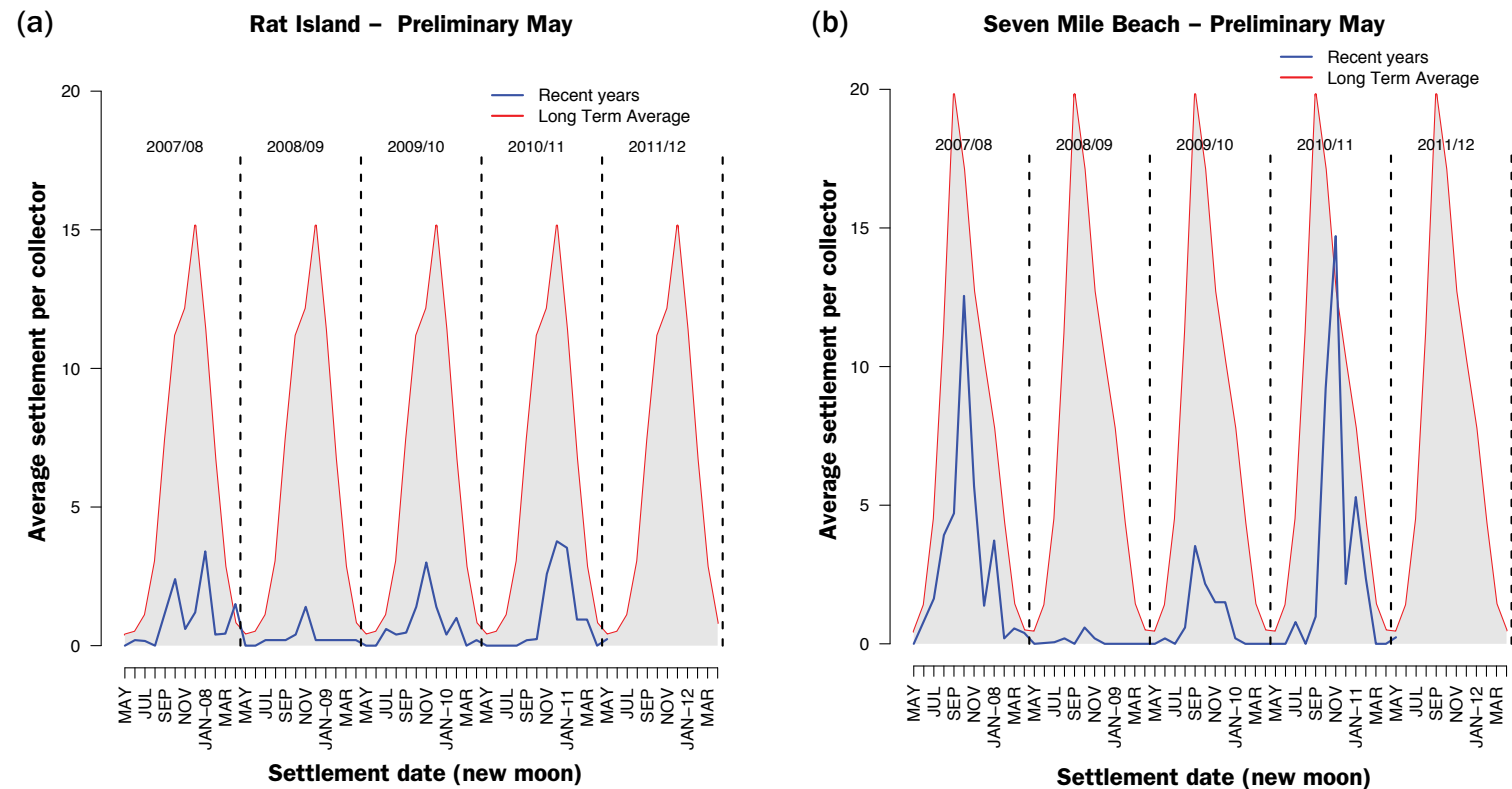 (a)
Rat Island – Preliminary May
Recent years
Long Term Average
2007/08 2008/09 2009/10 2010/11 2011/12
20
15
10
5
0
Average settlement per collector
MAY JUL SEP NOV JAN–08 MAR MAY JUL SEP NOV JAN–09 MAR MAY JUL SEP NOV JAN–10 MAR MAY JUL SEP NOV JAN–11 MAR MAY JUL SEP NOV JAN–12 MAR
Settlement date (new moon)
(b)
Seven Mile Beach – Preliminary May
Recent years
Long Term Average
2007/08 2008/09 2009/10 2010/11 2011/12
20
15
10
5
0
Average settlement per collector
MAY JUL SEP NOV JAN–08 MAR MAY JUL SEP NOV JAN–09 MAR MAY JUL SEP NOV JAN–10 MAR MAY JUL SEP NOV JAN–11 MAR MAY JUL SEP NOV JAN–12 MAR
Settlement date (new moon)